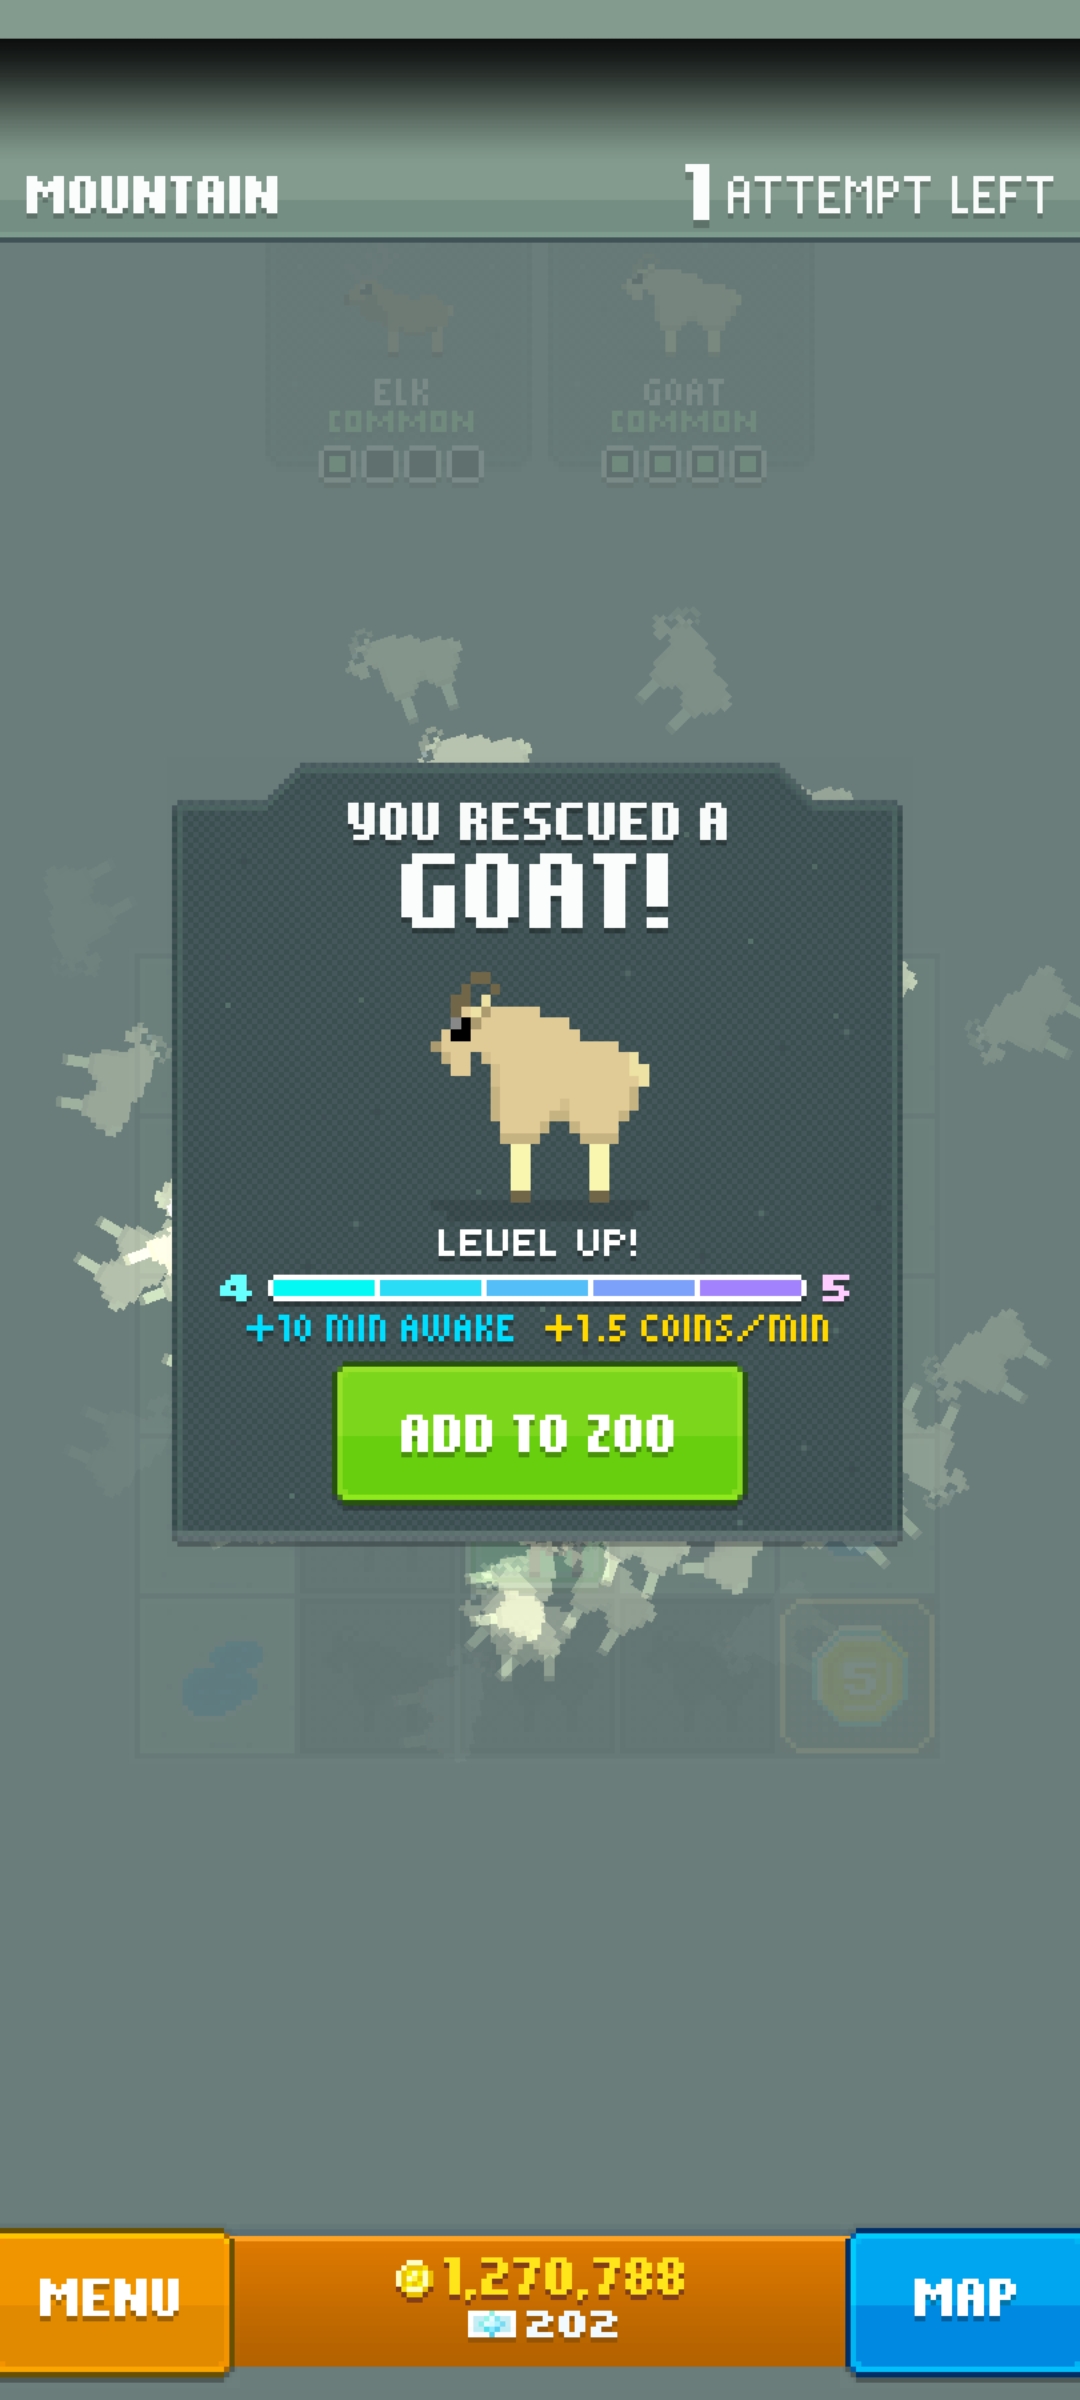 MOUNTAIN
1 ATTEMPT LEFT
ELK
COMMON
GOAT
COMMON
YOU RESCUED A
GOAT!
LEVEL UP!
4 5
+10 MIN AWAKE +1.5 COINS/MIN
ADD TO ZOO
5
MENU
1,270,788
202
MAP